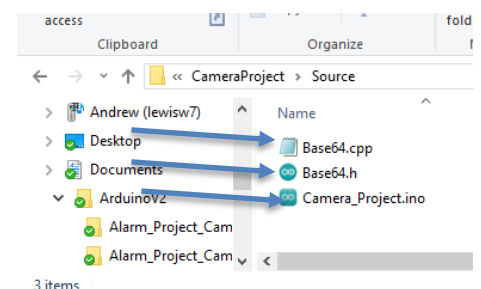 access
fold
Clipboard
Organize
« CameraProject › Source
Andrew (lewisw7)
Name
Desktop
Base64.cpp
Documents
Base64.h
ArduinoV2
Camera_Project.ino
Alarm_Project_Cam
Alarm_Project_Cam
3 items